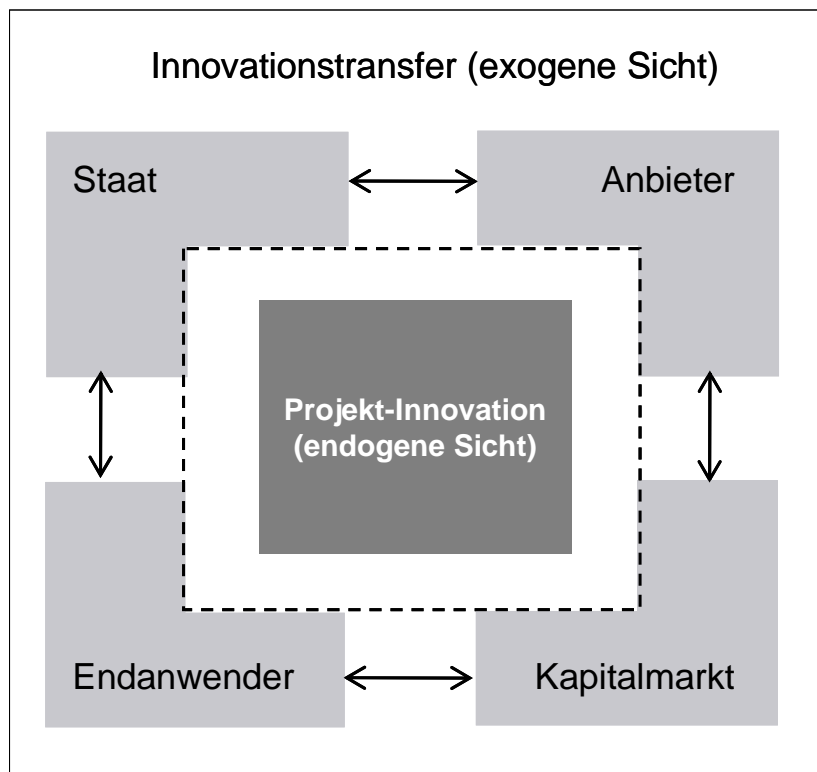 Innovationstransfer (exogene Sicht)
Staat
Anbieter
Projekt-Innovation
(endogene Sicht)
Endanwender
Kapitalmarkt